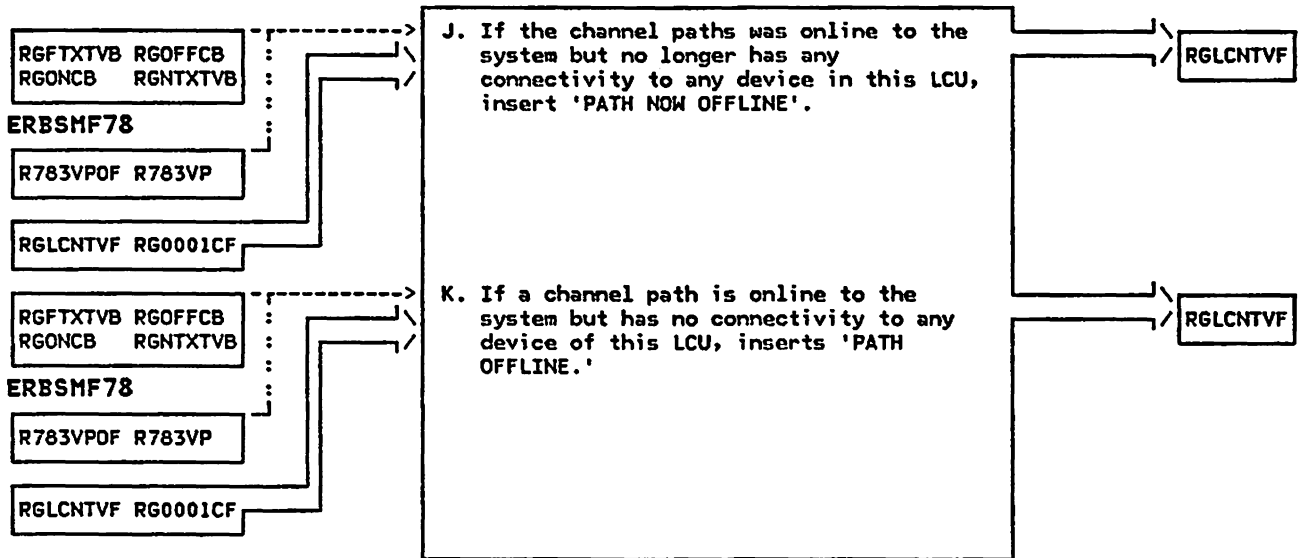 RGFTXTVB RGOFFCB
RGONCB RGNTXTVB
ERBSMF78
R783VPOF R783VP
RGLCNTVF RG0001CF
J. If the channel paths was online to the
system but no longer has any
connectivity to any device in this LCU,
insert 'PATH NOW OFFLINE'.
RGLCNTVF
RGFTXTVB RGOFFCB
RGONCB RGNTXTVB
ERBSMF78
R783VPOF R783VP
RGLCNTVF RG0001CF
K. If a channel path is online to the
system but has no connectivity to any
device of this LCU, inserts 'PATH
OFFLINE.'
RGLCNTVF